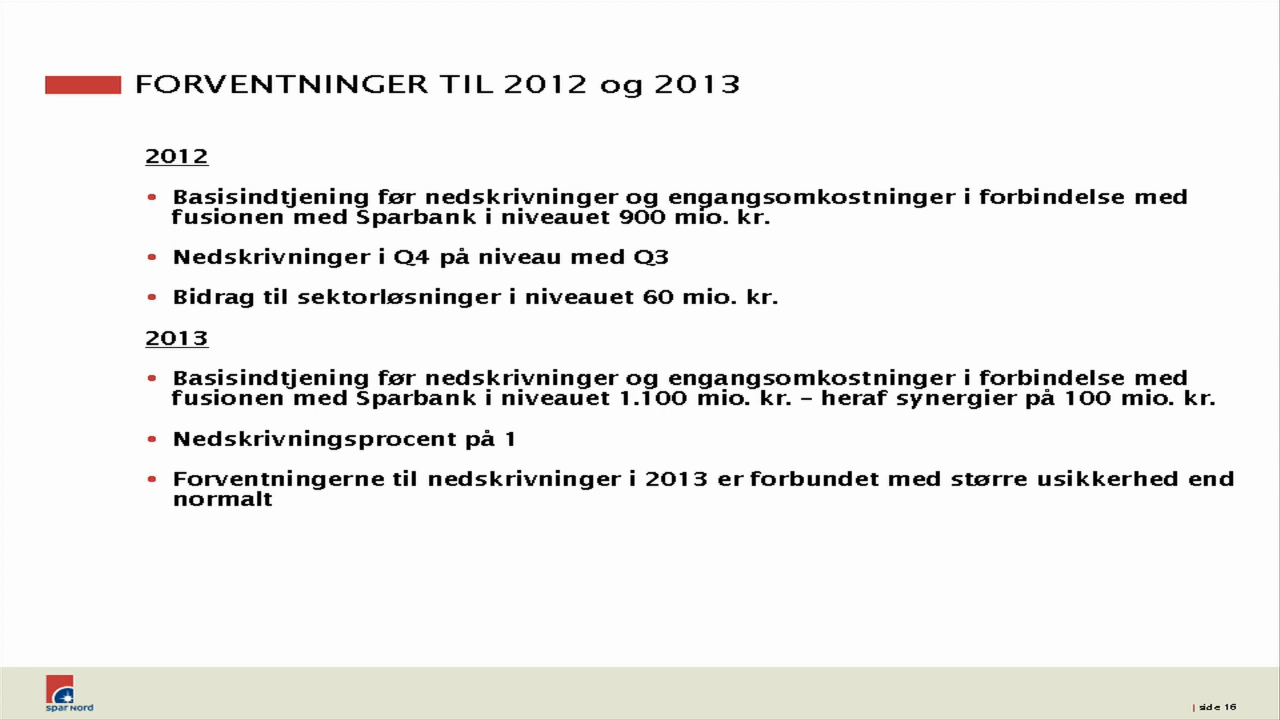 FORVENTNINGER TIL 2012 og 2013
2012
• Basisindtjening før nedskrivninger og engangsomkostninger i forbindelse med
fusionen med Sparbank i niveauet 900 mio. kr.
• Nedskrivninger i Q4 på niveau med Q3
• Bidrag til sektorløsninger i niveauet 60 mio. kr.
2013
• Basisindtjening før nedskrivninger og engangsomkostninger i forbindelse med
fusionen med Sparbank i niveauet 1.100 mio. kr. – heraf synergier på 100 mio. kr.
• Nedskrivningsprocent på 1
• Forventningerne til nedskrivninger i 2013 er forbundet med større usikkerhed end
normalt
spar Nord
| side 16